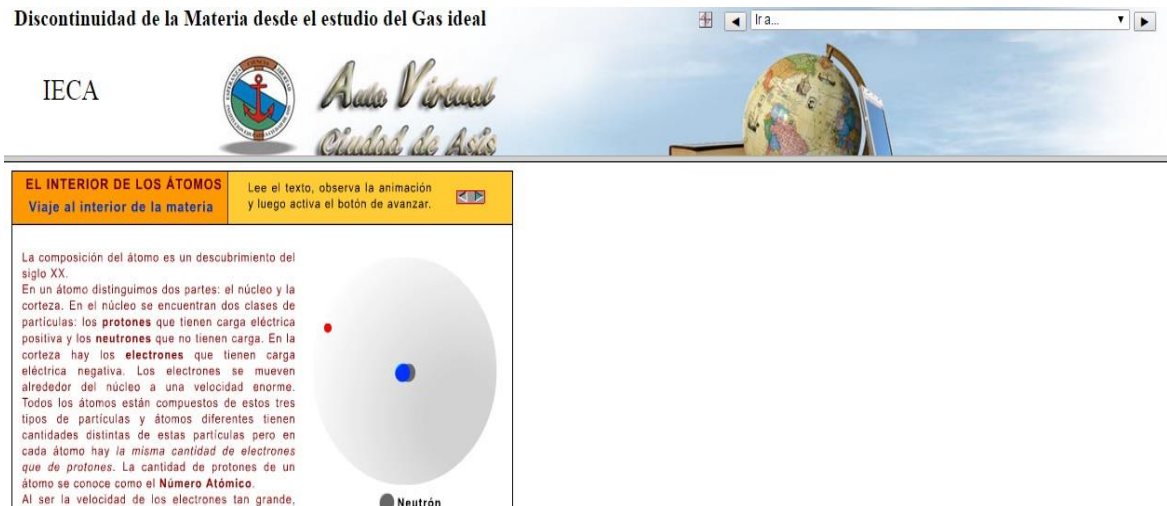 Discontinuidad de la Materia desde el estudio del Gas ideal
Ir a...
IECA
Aula Virtual
Ciudad de Asís
EL INTERIOR DE LOS ÁTOMOS
Viaje al interior de la materia
Lee el texto, observa la animación
y luego activa el botón de avanzar.
La composición del átomo es un descubrimiento del
siglo XX.
En un átomo distinguimos dos partes: el núcleo y la
corteza. En el núcleo se encuentran dos clases de
partículas: los protones que tienen carga eléctrica
positiva y los neutrones que no tienen carga. En la
corteza hay los electrones que tienen carga
eléctrica negativa. Los electrones se mueven
alrededor del núcleo a una velocidad enorme.
Todos los átomos están compuestos de estos tres
tipos de partículas y átomos diferentes tienen
cantidades distintas de estas partículas pero en
cada átomo hay la misma cantidad de electrones
que de protones. La cantidad de protones de un
átomo se conoce como el Número Atómico.
Al ser la velocidad de los electrones tan grande,
Neutrón